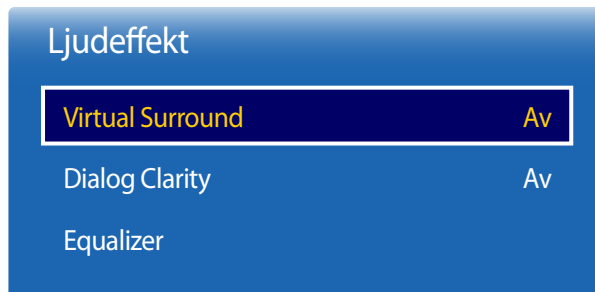 Ljudeffekt
Virtual Surround Av
Dialog Clarity Av
Equalizer